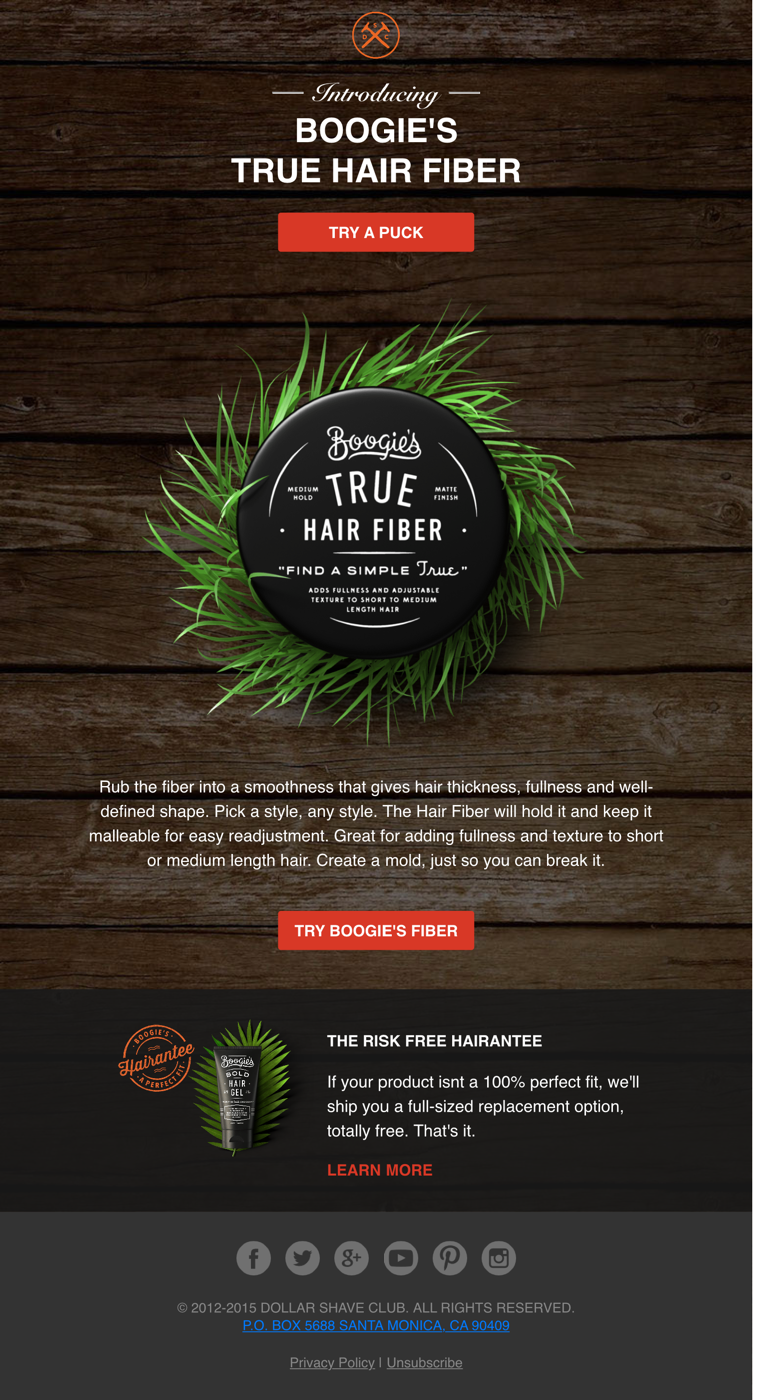 D S C
Introducing
BOOGIE'S
TRUE HAIR FIBER
TRY A PUCK
Boogie's
MEDIUM HOLD
TRUE
MATTE FINISH
· HAIR FIBER ·
"FIND A SIMPLE True"
ADDS FULLNESS AND ADJUSTABLE
TEXTURE TO SHORT TO MEDIUM
LENGTH HAIR
Rub the fiber into a smoothness that gives hair thickness, fullness and well-
defined shape. Pick a style, any style. The Hair Fiber will hold it and keep it
malleable for easy readjustment. Great for adding fullness and texture to short
or medium length hair. Create a mold, just so you can break it.
TRY BOOGIE'S FIBER
BOOGIE'S
Hairantee
A PERFECT FIT
Boogie's
BOLD
HAIR
GEL
THE RISK FREE HAIRANTEE
If your product isnt a 100% perfect fit, we'll
ship you a full-sized replacement option,
totally free. That's it.
LEARN MORE
© 2012-2015 DOLLAR SHAVE CLUB. ALL RIGHTS RESERVED.
P.O. BOX 5688 SANTA MONICA, CA 90409
Privacy Policy | Unsubscribe